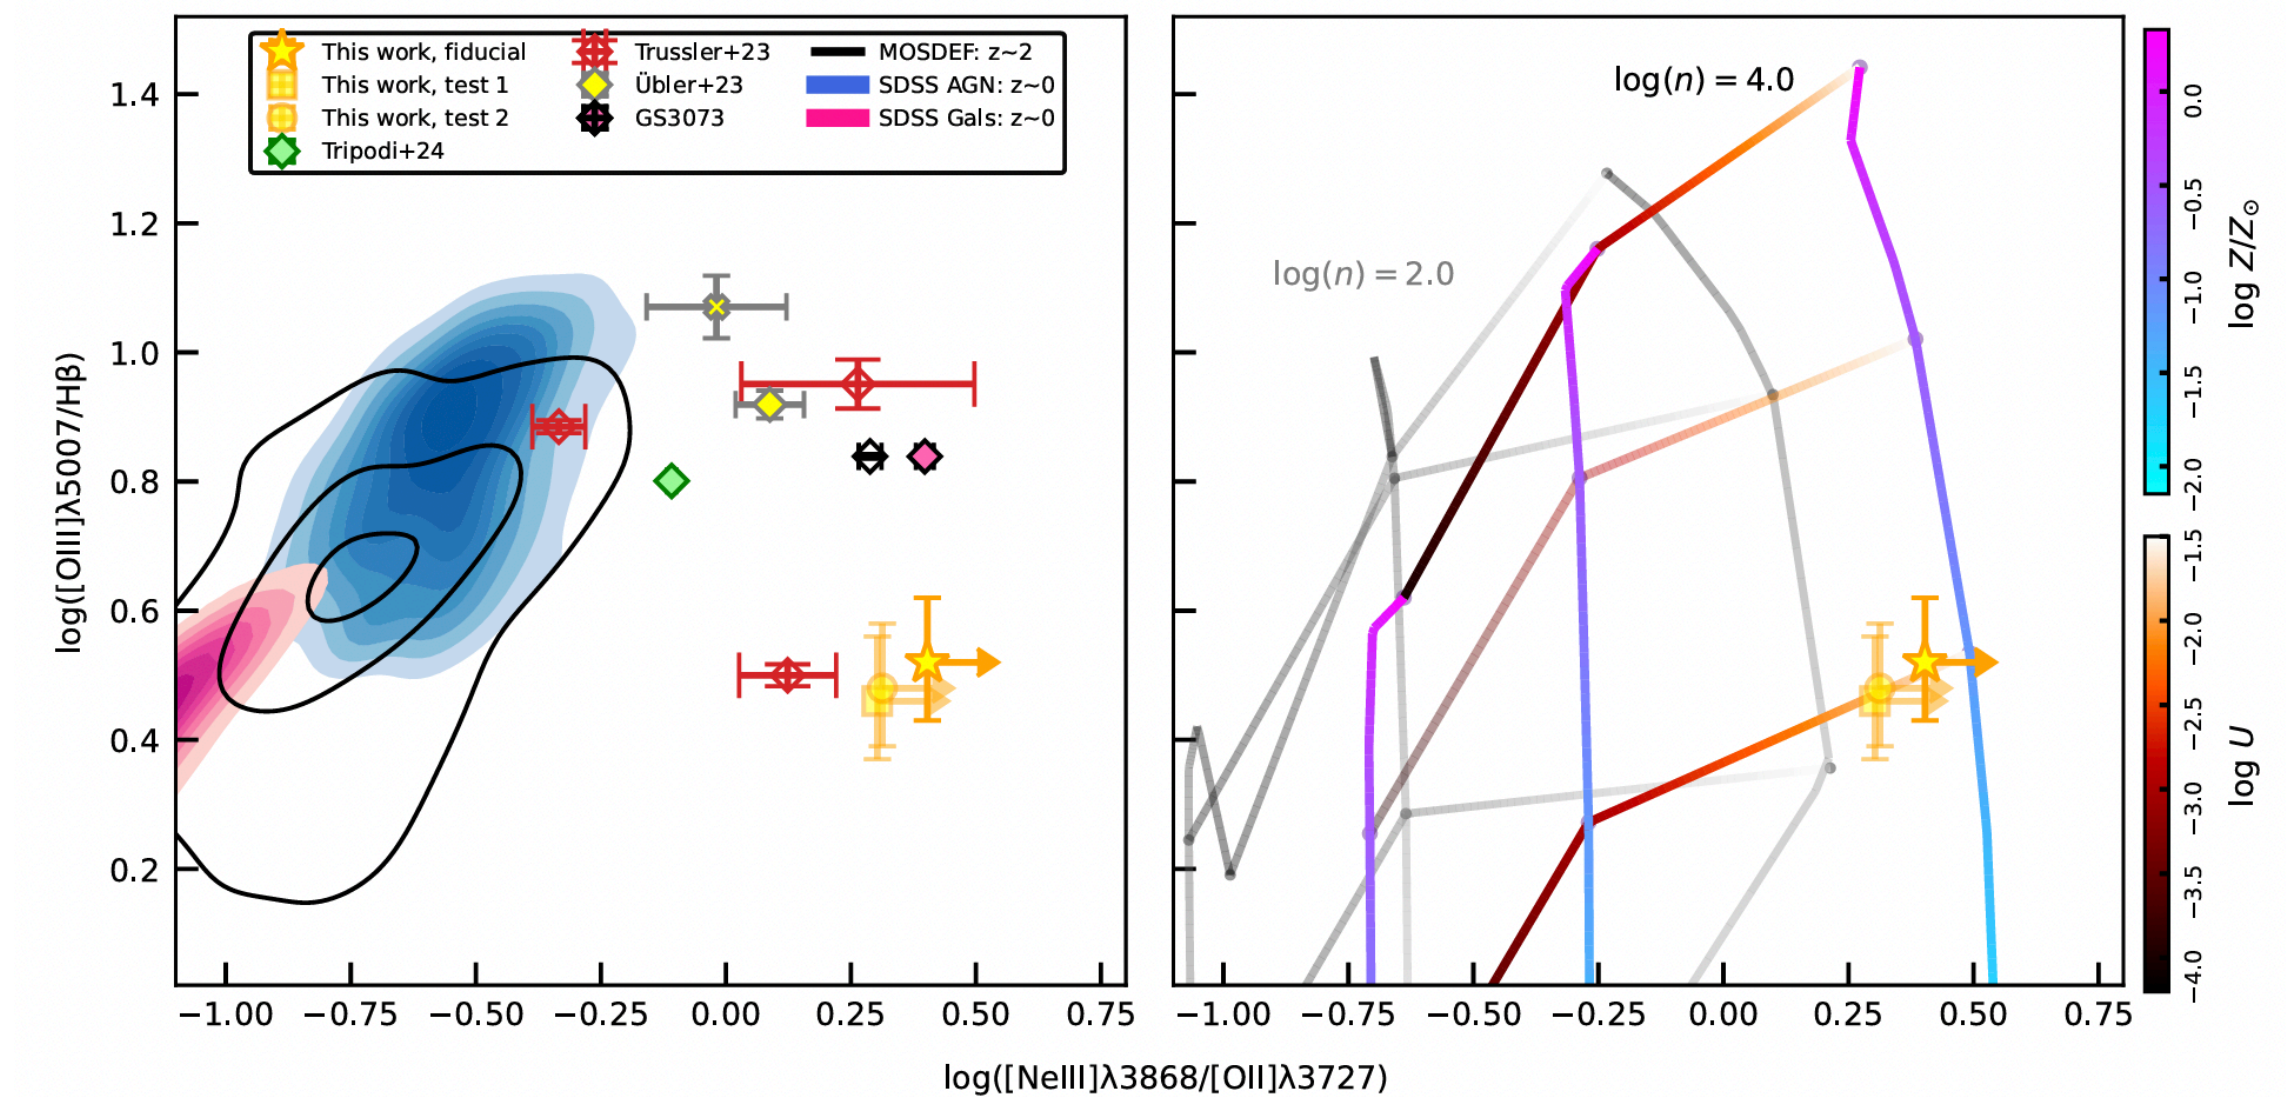 This work, fiducial
This work, test 1
This work, test 2
Tripodi+24
Trussler+23
Übler+23
GS3073
MOSDEF: z~2
SDSS AGN: z~0
SDSS Gals: z~0
log([OIII]λ5007/Hβ)
1.4
1.2
1.0
0.8
0.6
0.4
0.2
−1.00 −0.75 −0.50 −0.25 0.00 0.25 0.50 0.75
log(n) = 4.0
log(n) = 2.0
−1.00 −0.75 −0.50 −0.25 0.00 0.25 0.50 0.75
log([NeIII]λ3868/[OII]λ3727)
0.0
−0.5
−1.0
−1.5
−2.0
log Z/Z⊙
−1.5
−2.0
−2.5
−3.0
−3.5
−4.0
log U